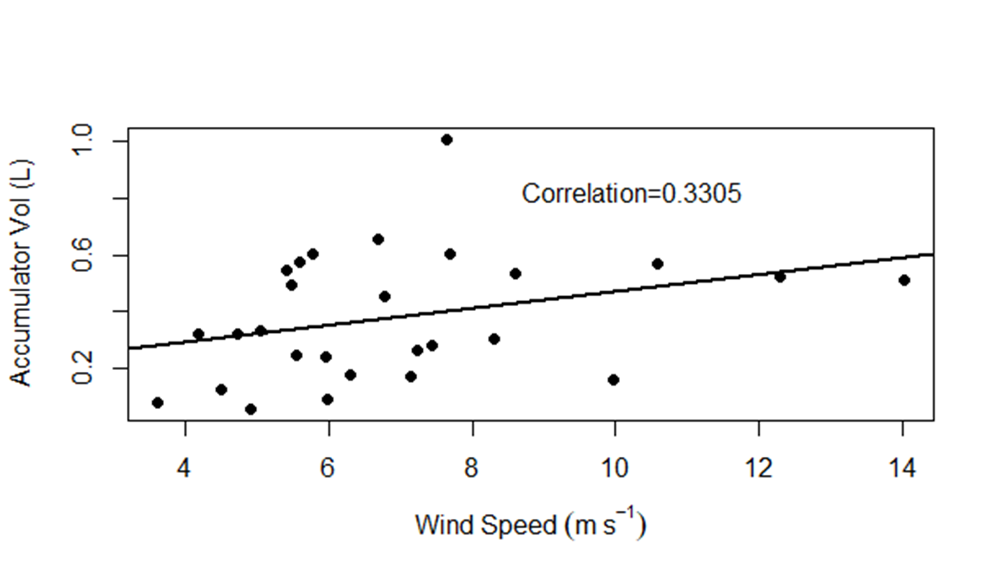 1.0
0.6
0.2
Accumulator Vol (L)
Correlation=0.3305
4 6 8 10 12 14
Wind Speed (m s⁻¹)